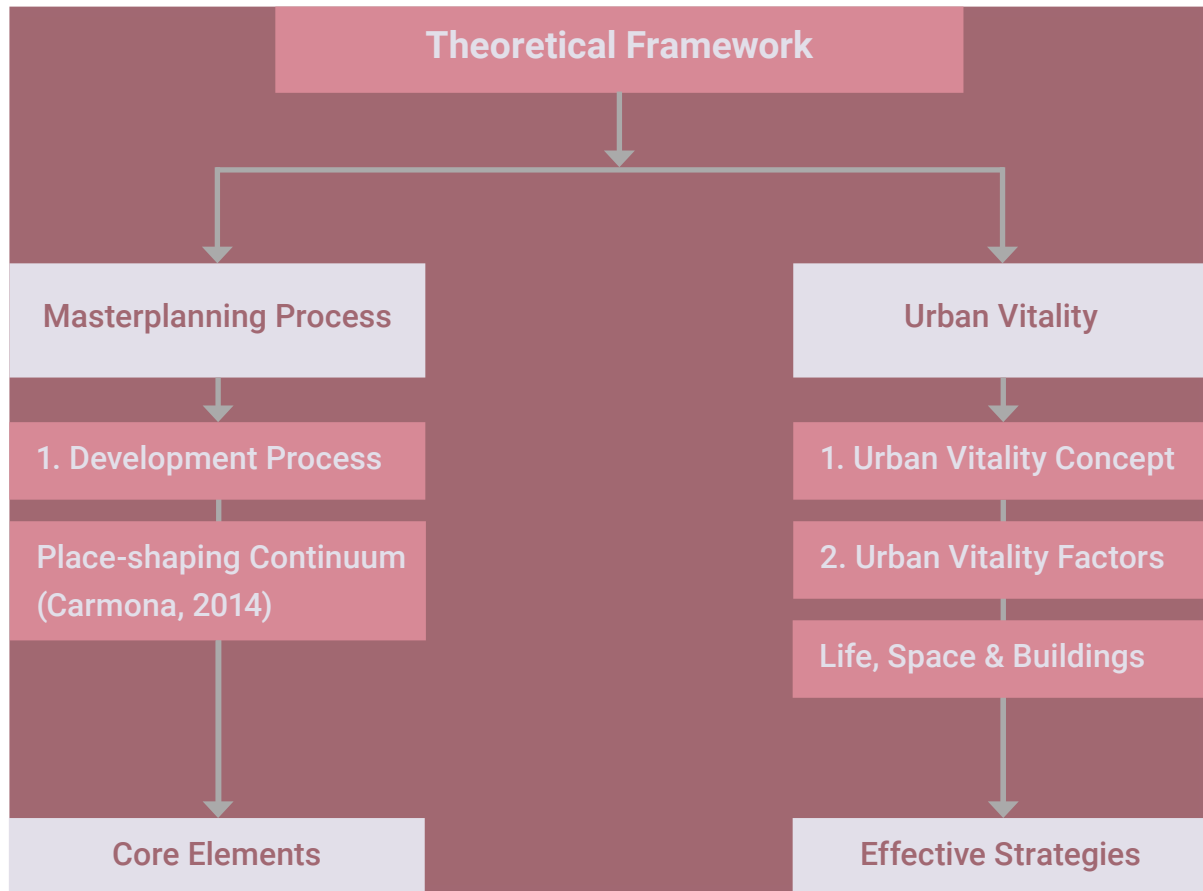 Theoretical Framework
Masterplanning Process
1. Development Process
Place-shaping Continuum
(Carmona, 2014)
Core Elements
Urban Vitality
1. Urban Vitality Concept
2. Urban Vitality Factors
Life, Space & Buildings
Effective Strategies